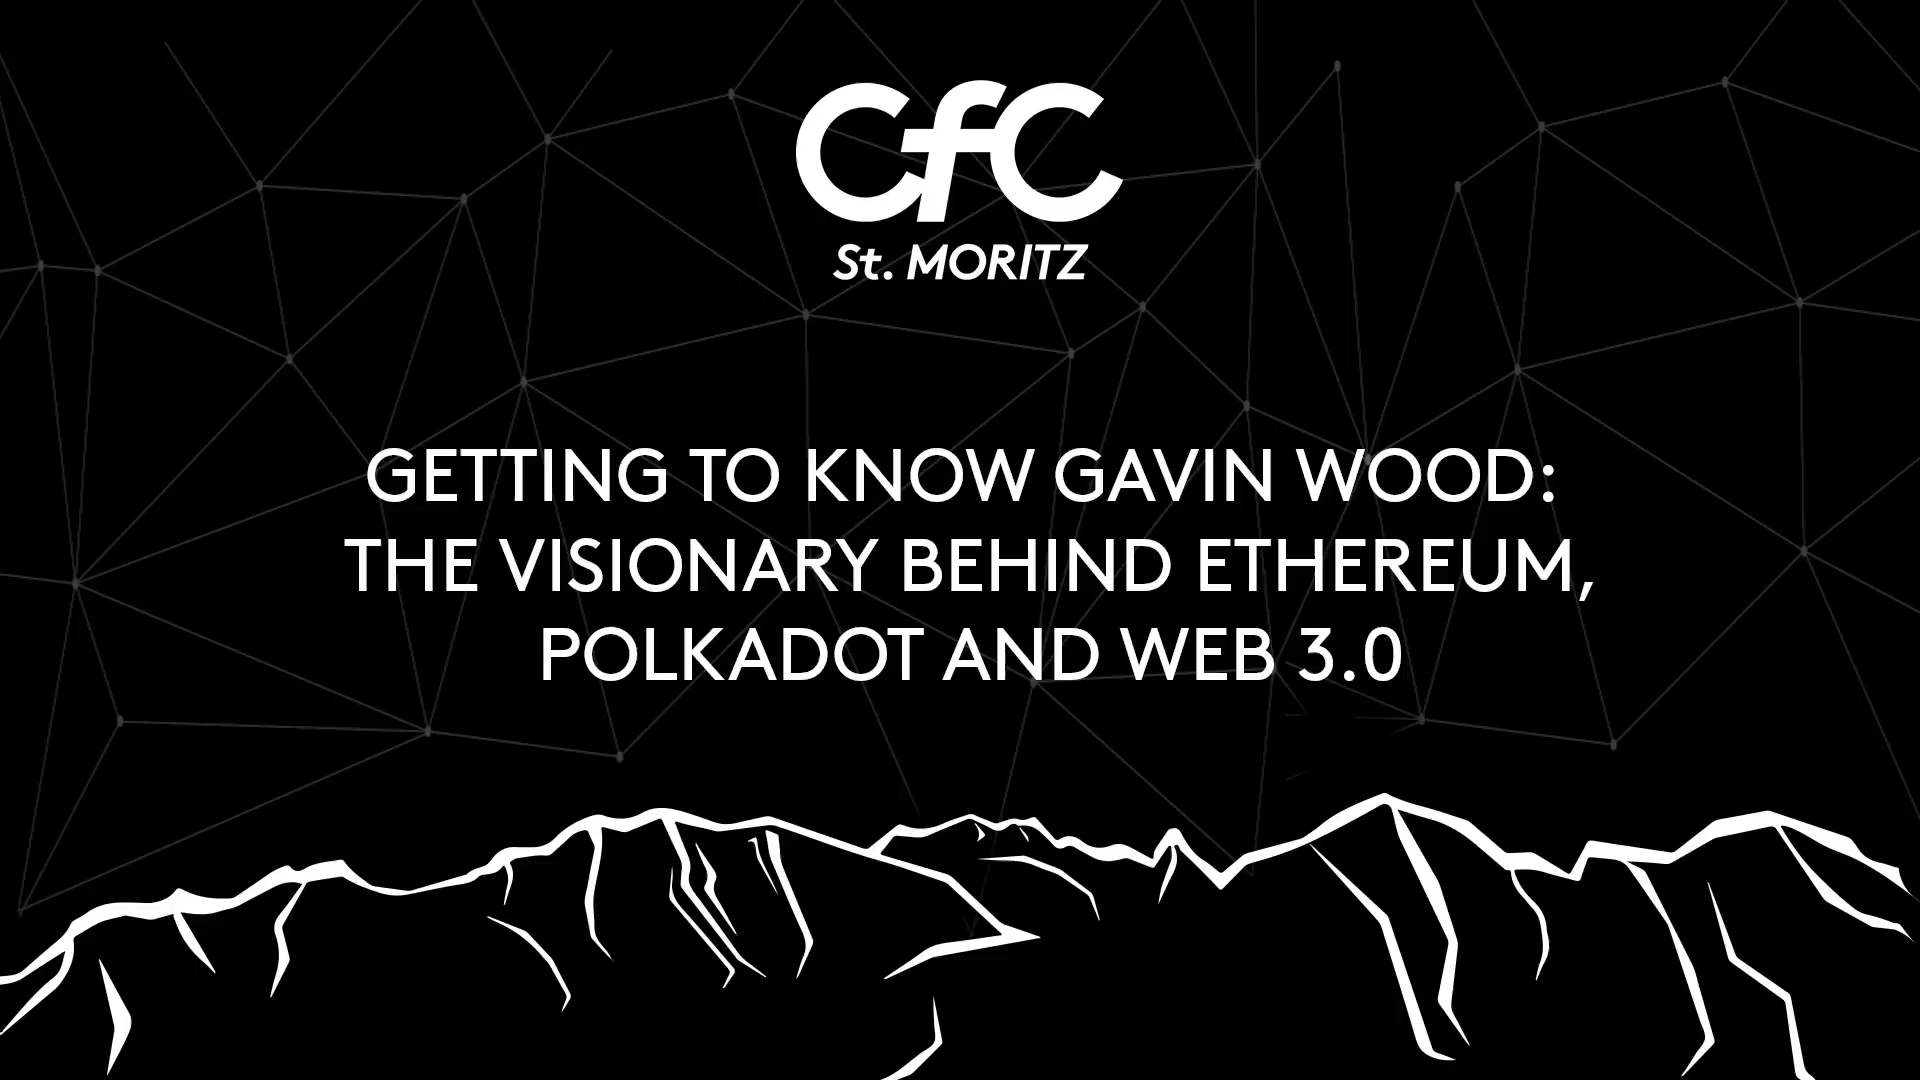 CfC
St. MORITZ
GETTING TO KNOW GAVIN WOOD:
THE VISIONARY BEHIND ETHEREUM,
POLKADOT AND WEB 3.0